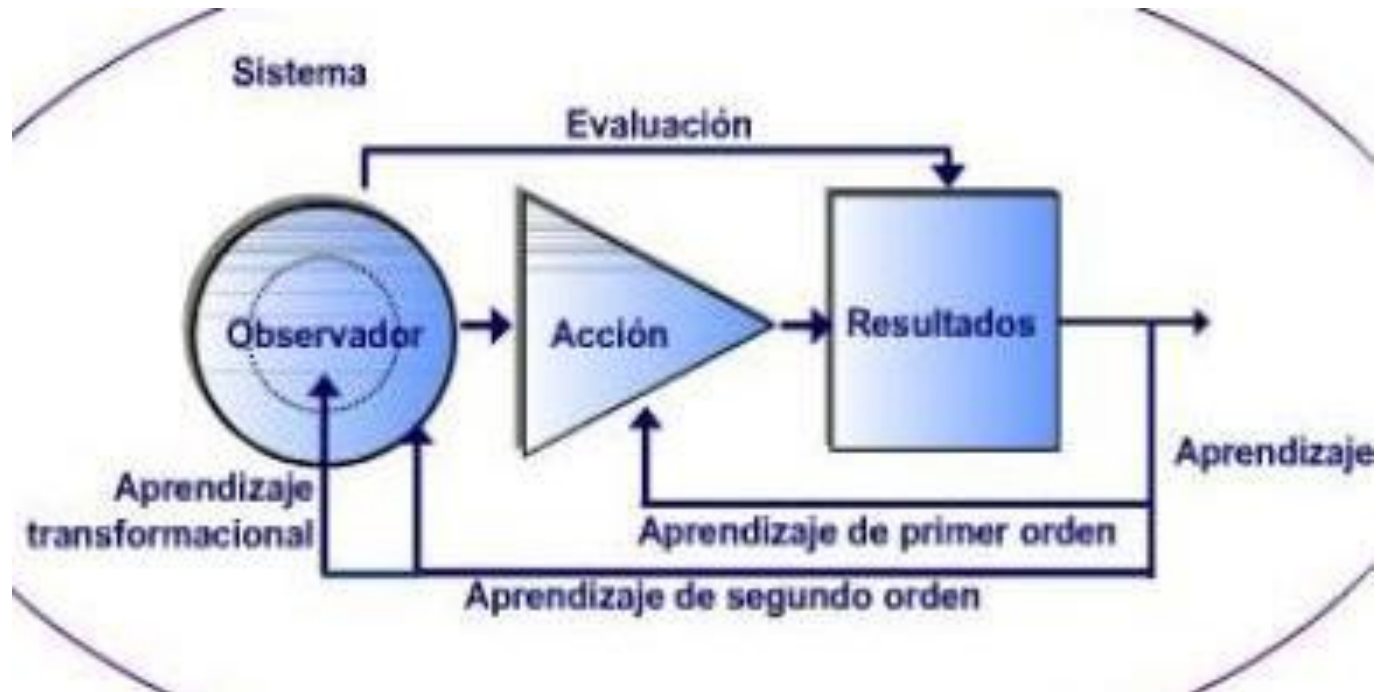 Sistema
Evaluación
Observador
Acción
Resultados
Aprendizaje
Aprendizaje
transformacional
Aprendizaje de primer orden
Aprendizaje de segundo orden